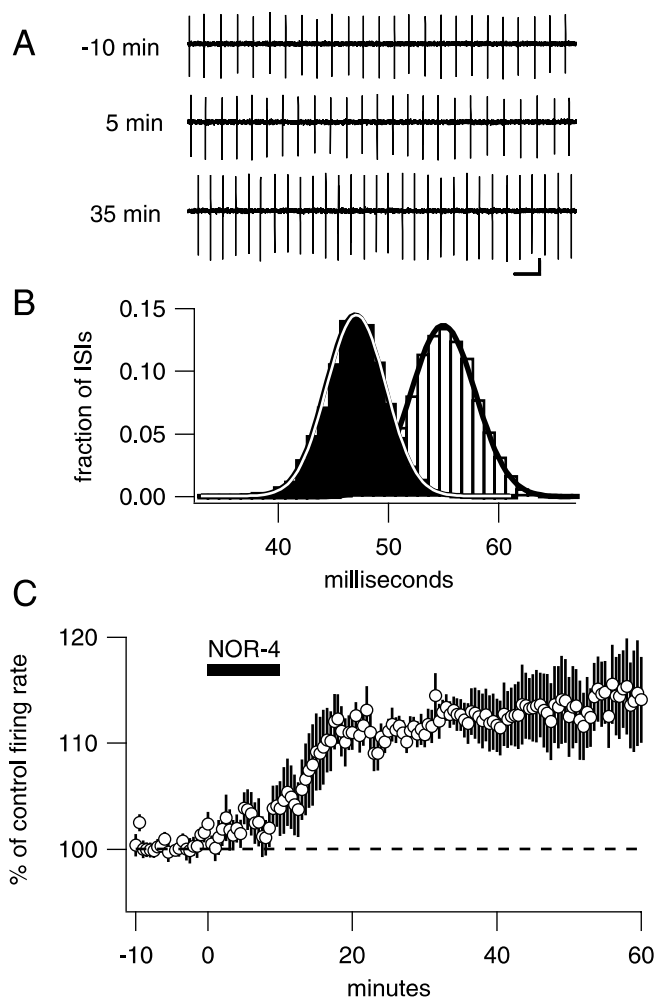 A
-10 min
5 min
35 min
B
fraction of ISIs
0.15
0.10
0.05
0.00
40 50 60
milliseconds
C
% of control firing rate
120
110
100
NOR-4
-10 0 20 40 60
minutes